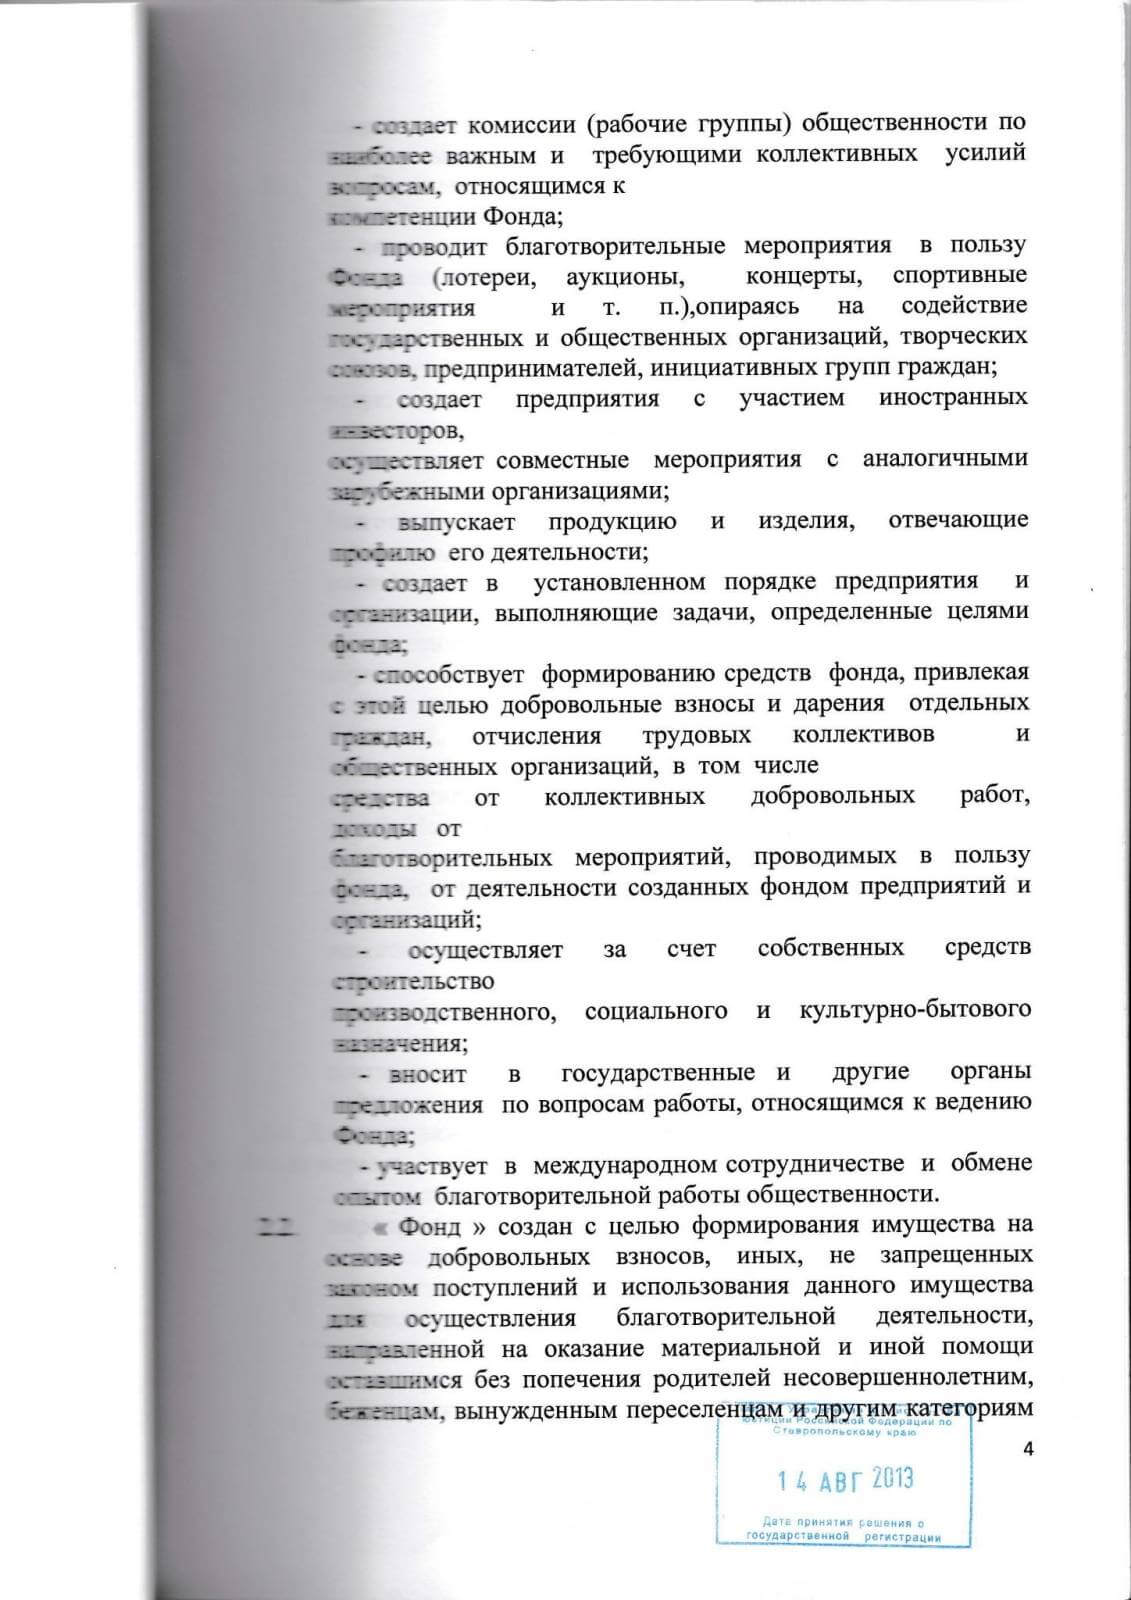 - создает комиссии (рабочие группы) общественности по
наиболее важным и требующими коллективных усилий
вопросам, относящимся к
компетенции Фонда;
- проводит благотворительные мероприятия в пользу
Фонда (лотереи, аукционы, концерты, спортивные
мероприятия и т. п.),опираясь на содействие
государственных и общественных организаций, творческих
союзов, предпринимателей, инициативных групп граждан;
- создает предприятия с участием иностранных
инвесторов,
осуществляет совместные мероприятия с аналогичными
зарубежными организациями;
- выпускает продукцию и изделия, отвечающие
профилю его деятельности;
- создает в установленном порядке предприятия и
организации, выполняющие задачи, определенные целями
фонда;
- способствует формированию средств фонда, привлекая
с этой целью добровольные взносы и дарения отдельных
граждан, отчисления трудовых коллективов и
общественных организаций, в том числе
средства от коллективных добровольных работ,
доходы от
благотворительных мероприятий, проводимых в пользу
фонда, от деятельности созданных фондом предприятий и
организаций;
- осуществляет за счет собственных средств
строительство
производственного, социального и культурно-бытового
назначения;
- вносит в государственные и другие органы
предложения по вопросам работы, относящимся к ведению
Фонда;
- участвует в международном сотрудничестве и обмене
опытом благотворительной работы общественности.
2.2. « Фонд » создан с целью формирования имущества на
основе добровольных взносов, иных, не запрещенных
законом поступлений и использования данного имущества
для осуществления благотворительной деятельности,
направленной на оказание материальной и иной помощи
оставшимся без попечения родителей несовершеннолетним,
беженцам, вынужденным переселенцам и другим категориям
юстиции Российской Федерации по
Ставропольскому краю
4
14 АВГ 2013
Дата принятия решения о
государственной регистрации